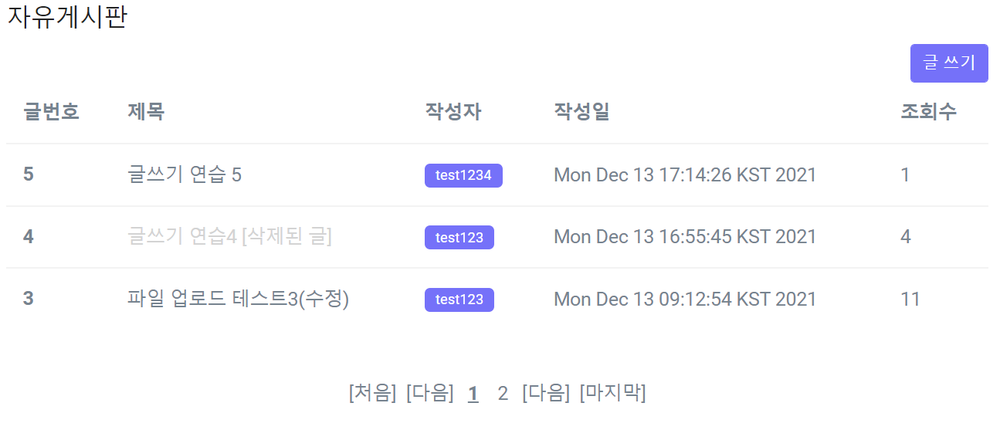 자유게시판
글 쓰기
글번호 제목 작성자 작성일 조회수
5 글쓰기 연습 5 test1234 Mon Dec 13 17:14:26 KST 2021 1
4 글쓰기 연습4 [삭제된 글] test123 Mon Dec 13 16:55:45 KST 2021 4
3 파일 업로드 테스트3(수정) test123 Mon Dec 13 09:12:54 KST 2021 11
[처음] [다음] 1 2 [다음] [마지막]